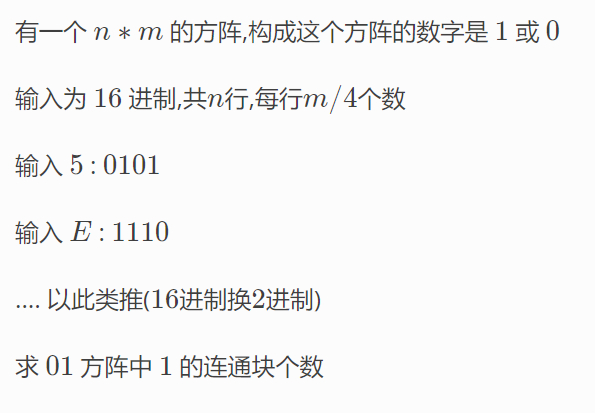 有一个 n * m 的方阵,构成这个方阵的数字是 1 或 0
输入为 16 进制,共n行,每行m/4个数
输入 5 : 0101
输入 E : 1110
.... 以此类推(16进制换2进制)
求 01 方阵中 1 的连通块个数